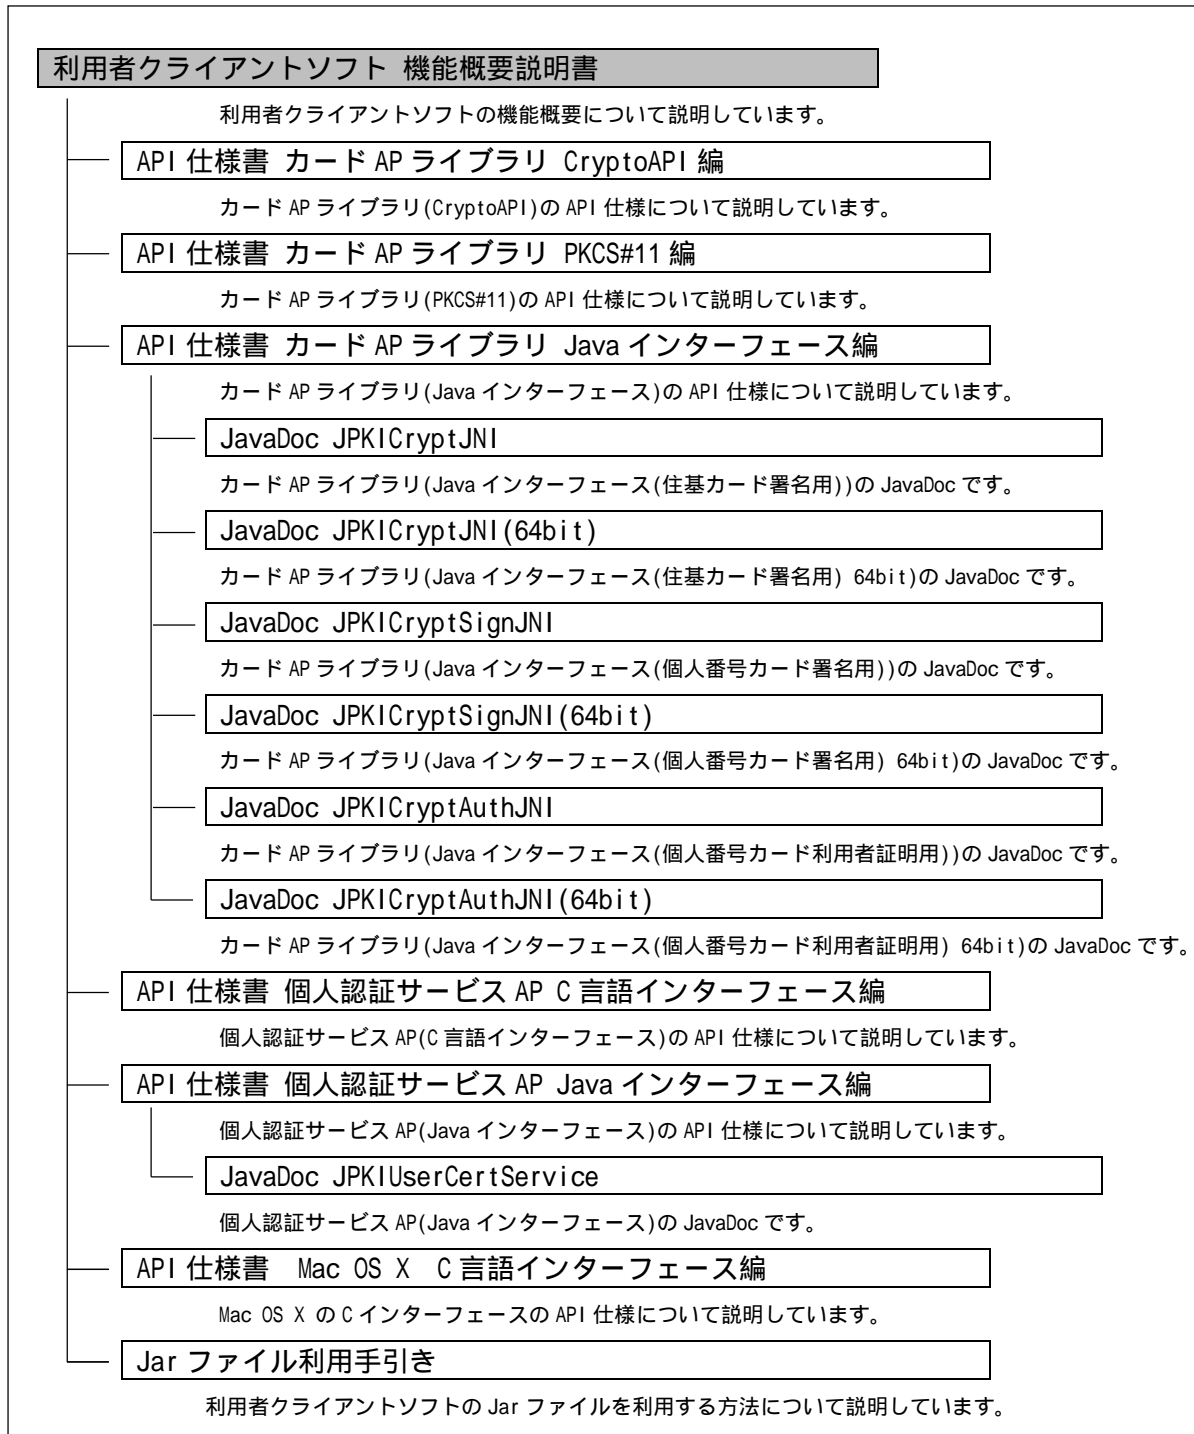 利用者クライアントソフト 機能概要説明書
利用者クライアントソフトの機能概要について説明しています。
API 仕様書 カード AP ライブラリ CryptoAPI 編
カード AP ライブラリ(CryptoAPI)の API 仕様について説明しています。
API 仕様書 カード AP ライブラリ PKCS#11 編
カード AP ライブラリ(PKCS#11)の API 仕様について説明しています。
API 仕様書 カード AP ライブラリ Java インターフェース編
カード AP ライブラリ(Java インターフェース)の API 仕様について説明しています。
JavaDoc JPKICryptJNI
カード AP ライブラリ(Java インターフェース(住基カード署名用))の JavaDoc です。
JavaDoc JPKICryptJNI(64bit)
カード AP ライブラリ(Java インターフェース(住基カード署名用) 64bit)の JavaDoc です。
JavaDoc JPKICryptSignJNI
カード AP ライブラリ(Java インターフェース(個人番号カード署名用))の JavaDoc です。
JavaDoc JPKICryptSignJNI(64bit)
カード AP ライブラリ(Java インターフェース(個人番号カード署名用) 64bit)の JavaDoc です。
JavaDoc JPKICryptAuthJNI
カード AP ライブラリ(Java インターフェース(個人番号カード利用者証明用))の JavaDoc です。
JavaDoc JPKICryptAuthJNI(64bit)
カード AP ライブラリ(Java インターフェース(個人番号カード利用者証明用) 64bit)の JavaDoc です。
API 仕様書 個人認証サービス AP C 言語インターフェース編
個人認証サービス AP(C 言語インターフェース)の API 仕様について説明しています。
API 仕様書 個人認証サービス AP Java インターフェース編
個人認証サービス AP(Java インターフェース)の API 仕様について説明しています。
JavaDoc JPKIUserCertService
個人認証サービス AP(Java インターフェース)の JavaDoc です。
API 仕様書 Mac OS X C 言語インターフェース編
Mac OS X の C インターフェースの API 仕様について説明しています。
Jar ファイル利用手引き
利用者クライアントソフトの Jar ファイルを利用する方法について説明しています。